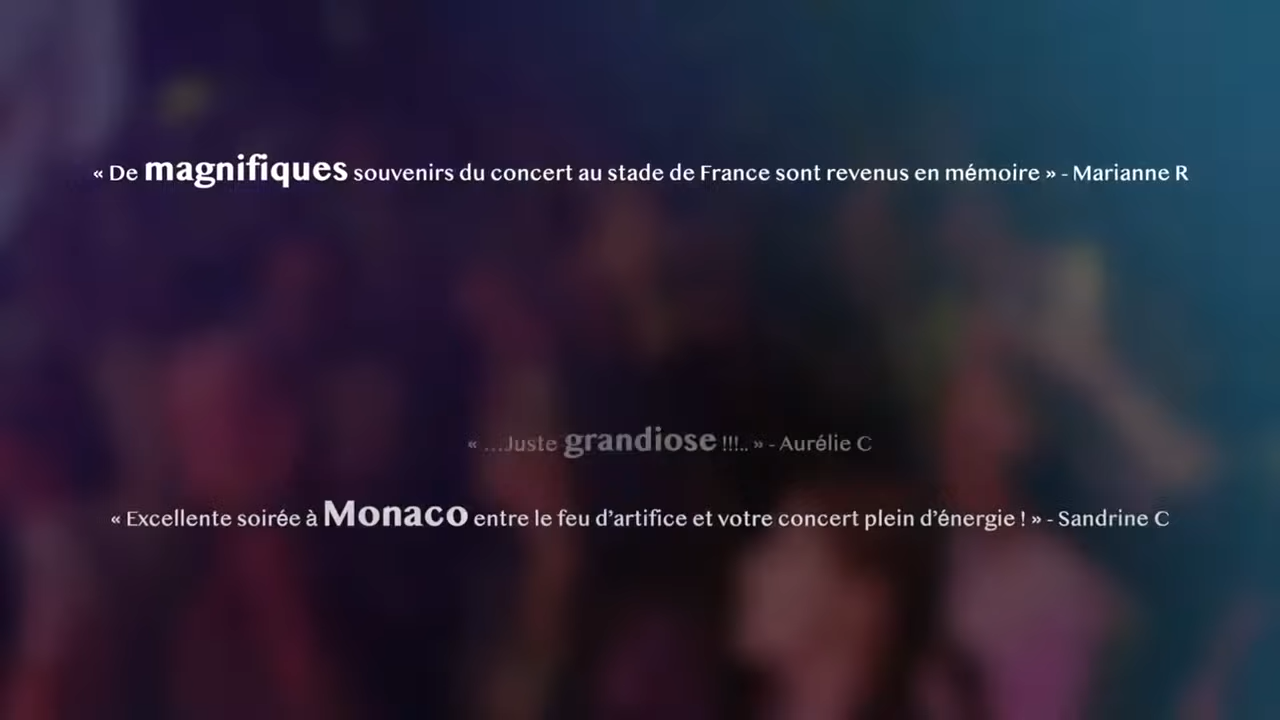 « De magnifiques souvenirs du concert au stade de France sont revenus en mémoire » - Marianne R
« ...Juste grandiose !!!.. » - Aurélie C
« Excellente soirée à Monaco entre le feu d’artifice et votre concert plein d’énergie ! » - Sandrine C